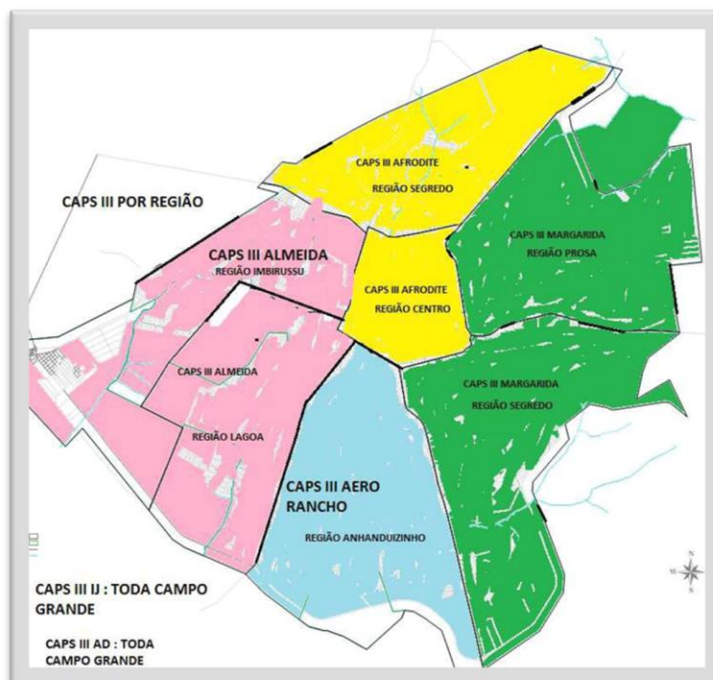 CAPS III AFRODITE
REGIÃO SEGREDO
CAPS III POR REGIÃO
CAPS III MARGARIDA
REGIÃO PROSA
CAPS III ALMEIDA
REGIÃO IMBIRUSSU
CAPS III AFRODITE
REGIÃO CENTRO
CAPS III ALMEIDA
REGIÃO LAGOA
CAPS III MARGARIDA
REGIÃO SEGREDO
CAPS III AERO
RANCHO
REGIÃO ANHANDUIZINHO
CAPS III IJ : TODA CAMPO
GRANDE
CAPS III AD : TODA
CAMPO GRANDE
N
W
S